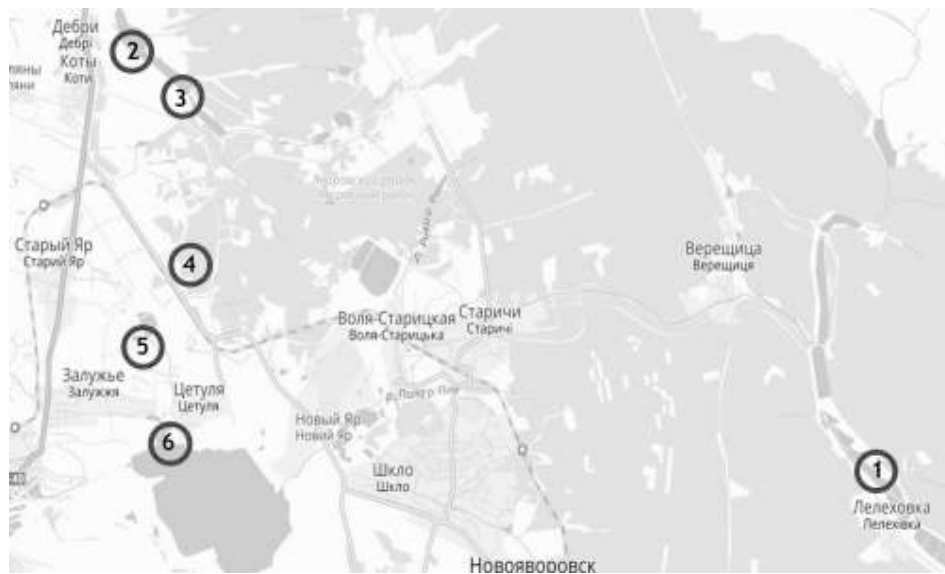 Дебри
Дебрі
Коты
Коти
2
3
Старый Яр
Старий Яр
4
Верещица
Верещиця
Воля-Старицкая
Воля-Старицька
Старичи
Старичі
5
Залужье
Залужжя
Цетуля
Цетуля
Новый Яр
Новий Яр
6
Шкло
Шкло
1
Лелеховка
Лелехівка
Новояворовск